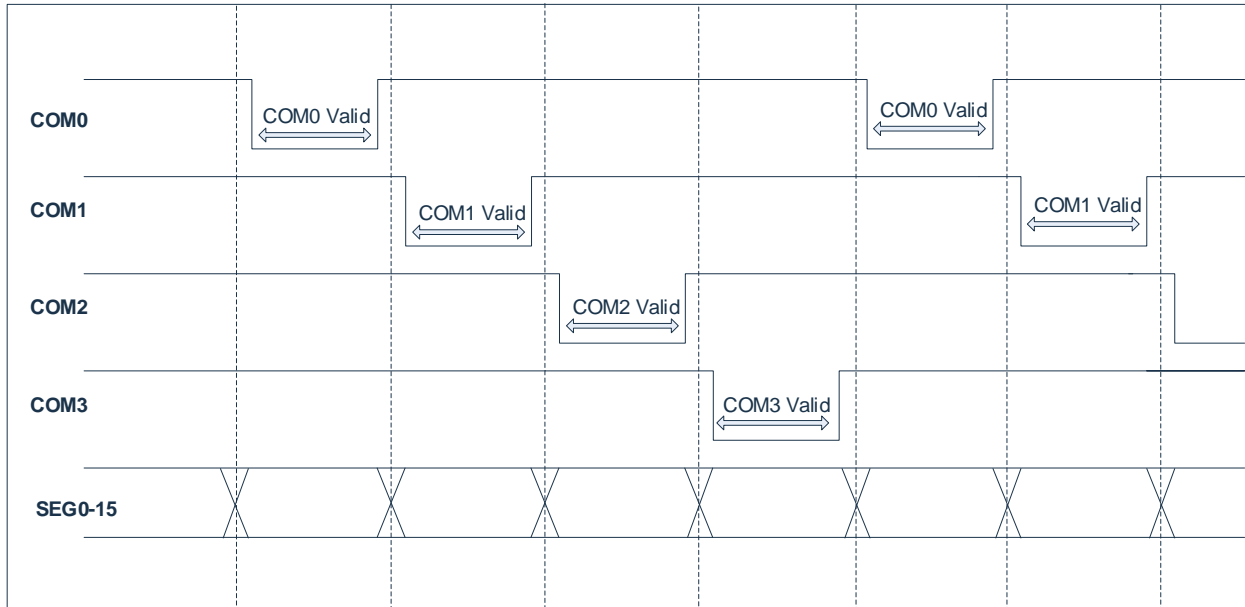 COM0
COM0 Valid
COM0 Valid
COM1
COM1 Valid
COM1 Valid
COM2
COM2 Valid
COM3
COM3 Valid
SEG0-15